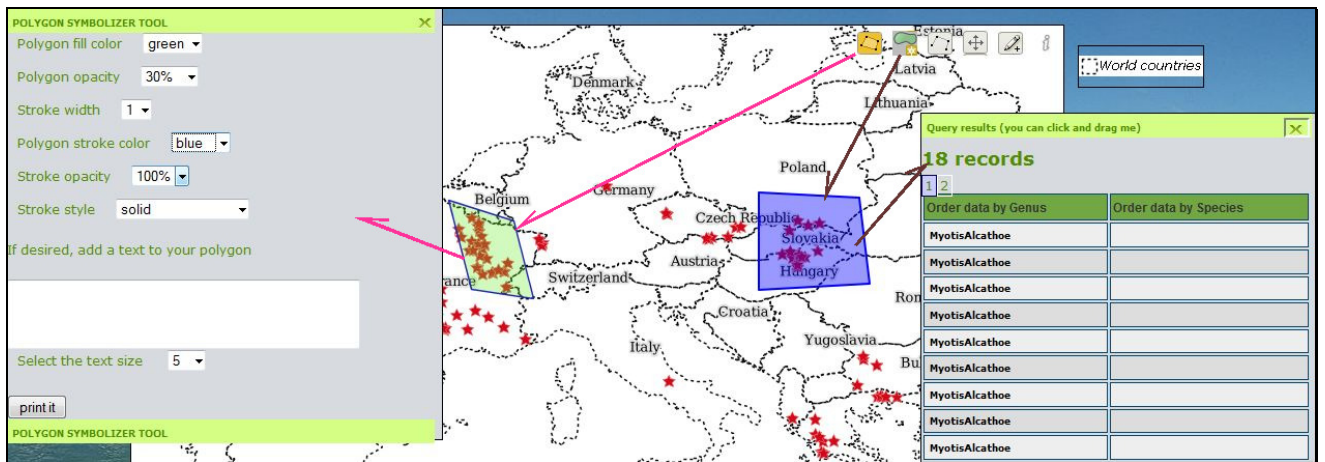 POLYGON SYMBOLIZER TOOL
Polygon fill color green
Polygon opacity 30%
Stroke width 1
Polygon stroke color blue
Stroke opacity 100%
Stroke style solid
If desired, add a text to your polygon
Select the text size 5
print it
POLYGON SYMBOLIZER TOOL
Estonia
Latvia
Denmark
Lithuania
Poland
Germany
Belgium
Czech Republic
Slovakia
Austria
Hungary
Switzerland
ance
Ron
Croatia
Italy
Yugoslavia
Bu
World countries
Query results (you can click and drag me)
18 records
1 2
Order data by Genus Order data by Species
MyotisAlcathoe
MyotisAlcathoe
MyotisAlcathoe
MyotisAlcathoe
MyotisAlcathoe
MyotisAlcathoe
MyotisAlcathoe
MyotisAlcathoe
MyotisAlcathoe